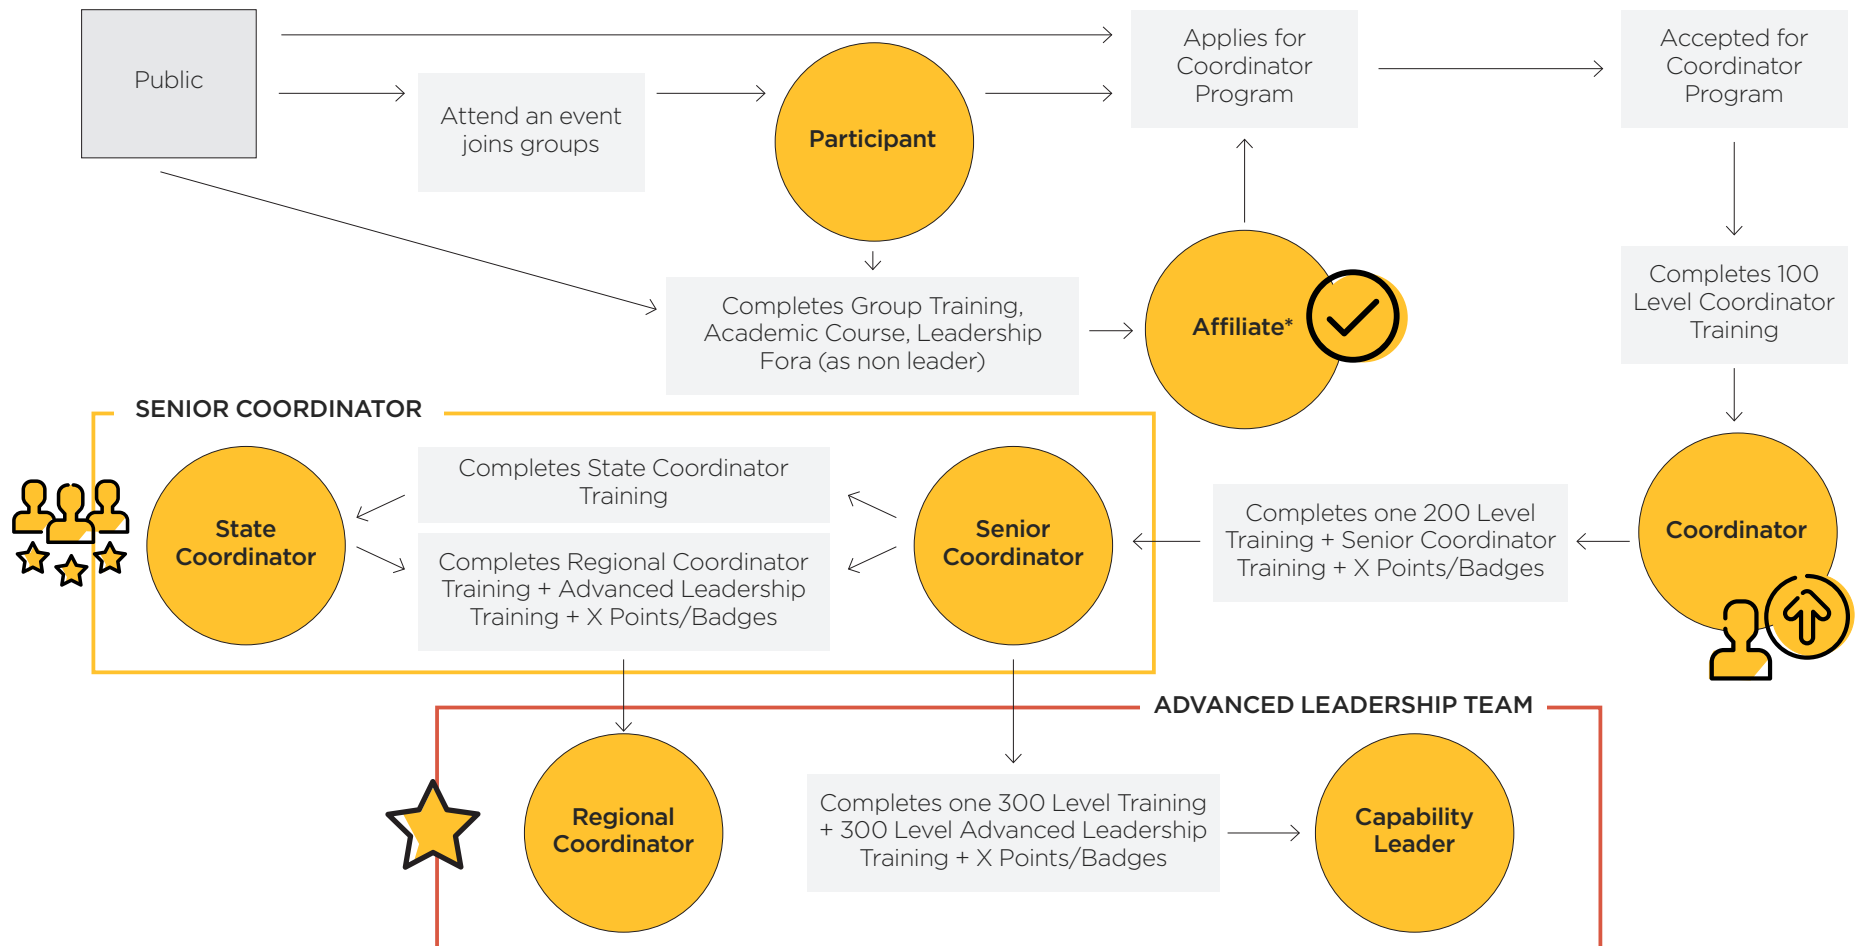 Public
Attend an event
joins groups
Participant
Applies for
Coordinator
Program
Accepted for
Coordinator
Program
Completes Group Training,
Academic Course, Leadership
Fora (as non leader)
Affiliate*
Completes 100
Level Coordinator
Training
SENIOR COORDINATOR
State
Coordinator
Completes State Coordinator
Training
Completes Regional Coordinator
Training + Advanced Leadership
Training + X Points/Badges
Senior
Coordinator
Completes one 200 Level
Training + Senior Coordinator
Training + X Points/Badges
Coordinator
ADVANCED LEADERSHIP TEAM
Regional
Coordinator
Completes one 300 Level Training
+ 300 Level Advanced Leadership
Training + X Points/Badges
Capability
Leader